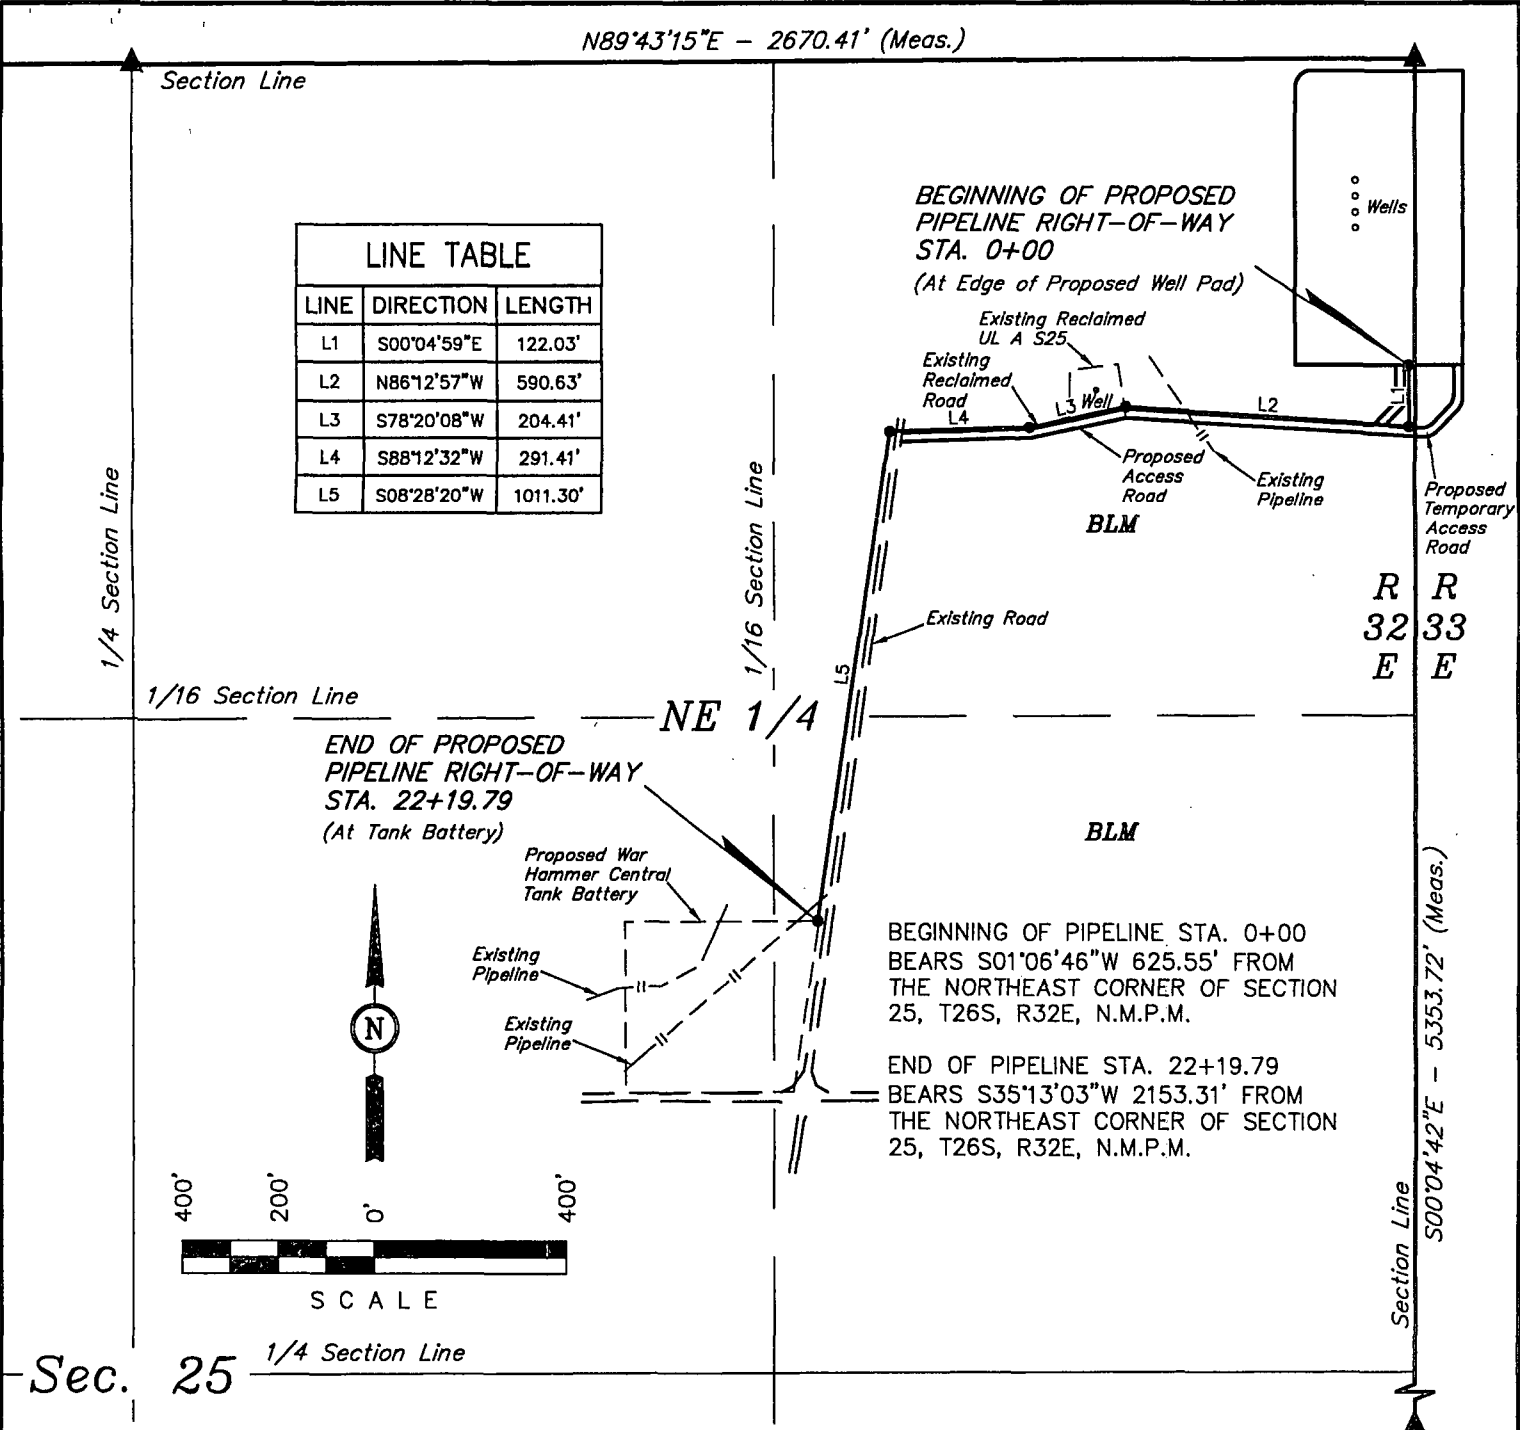 N89°43'15"E - 2670.41' (Meas.)
Section Line
BEGINNING OF PROPOSED
PIPELINE RIGHT-OF-WAY
STA. 0+00
(At Edge of Proposed Well Pad)
Wells
LINE TABLE
LINE DIRECTION LENGTH
L1 S00°04'59"E 122.03'
L2 N86°12'57"W 590.63'
L3 S78°20'08"W 204.41'
L4 S88°12'32"W 291.41'
L5 S08°28'20"W 1011.30'
Existing Reclaimed
UL A S25
Well
Existing
Reclaimed
Road
L4
L3
L2
L1
Proposed
Access
Road
Existing
Pipeline
Proposed
Temporary
Access
Road
BLM
R R
32 33
E E
1/4 Section Line
1/16 Section Line
Existing Road
L5
1/16 Section Line
NE 1/4
END OF PROPOSED
PIPELINE RIGHT-OF-WAY
STA. 22+19.79
(At Tank Battery)
BLM
Proposed War
Hammer Central
Tank Battery
Existing
Pipeline
Existing
Pipeline
BEGINNING OF PIPELINE STA. 0+00
BEARS S01°06'46"W 625.55' FROM
THE NORTHEAST CORNER OF SECTION
25, T26S, R32E, N.M.P.M.
END OF PIPELINE STA. 22+19.79
BEARS S35°13'03"W 2153.31' FROM
THE NORTHEAST CORNER OF SECTION
25, T26S, R32E, N.M.P.M.
S00°04'42"E - 5353.72' (Meas.)
Section Line
N
400' 200' 0' 400'
SCALE
1/4 Section Line
Sec. 25